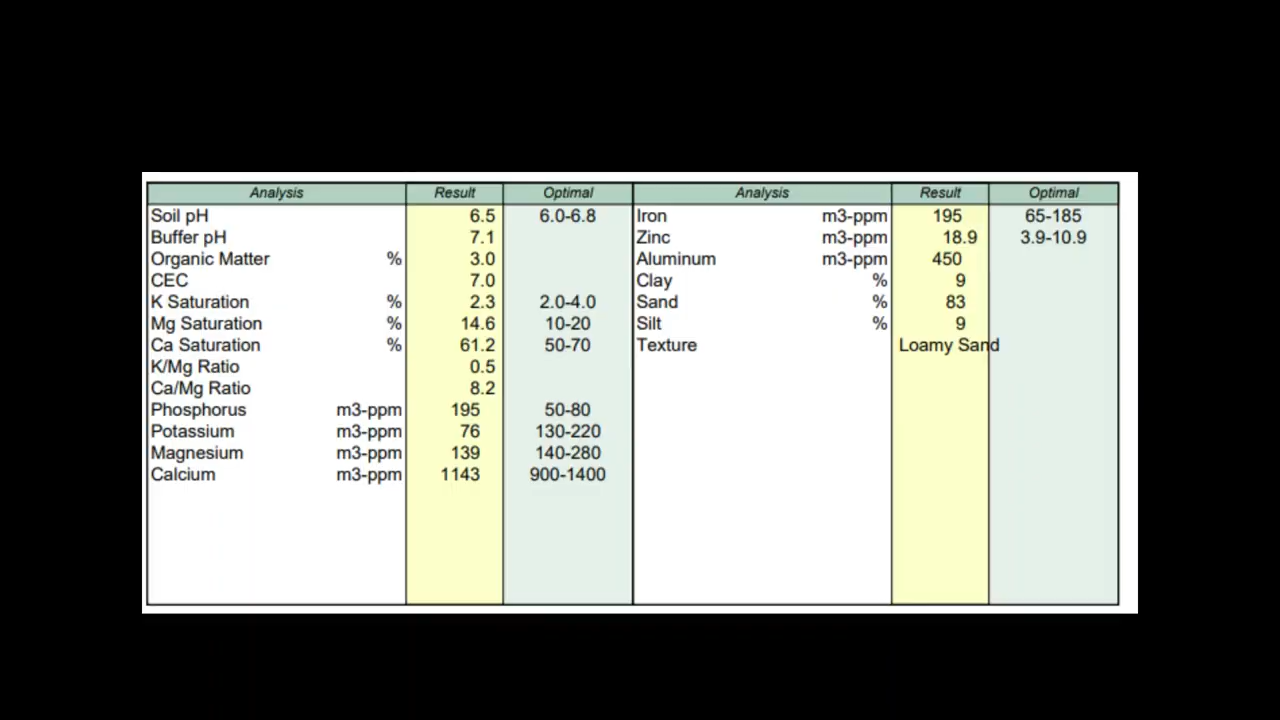 Analysis Result Optimal Analysis Result Optimal
Soil pH 6.5 6.0-6.8 Iron m3-ppm 195 65-185
Buffer pH 7.1 Zinc m3-ppm 18.9 3.9-10.9
Organic Matter % 3.0 Aluminum m3-ppm 450
CEC 7.0 Clay % 9
K Saturation % 2.3 2.0-4.0 Sand % 83
Mg Saturation % 14.6 10-20 Silt % 9
Ca Saturation % 61.2 50-70 Texture Loamy Sand
K/Mg Ratio 0.5
Ca/Mg Ratio 8.2
Phosphorus m3-ppm 195 50-80
Potassium m3-ppm 76 130-220
Magnesium m3-ppm 139 140-280
Calcium m3-ppm 1143 900-1400